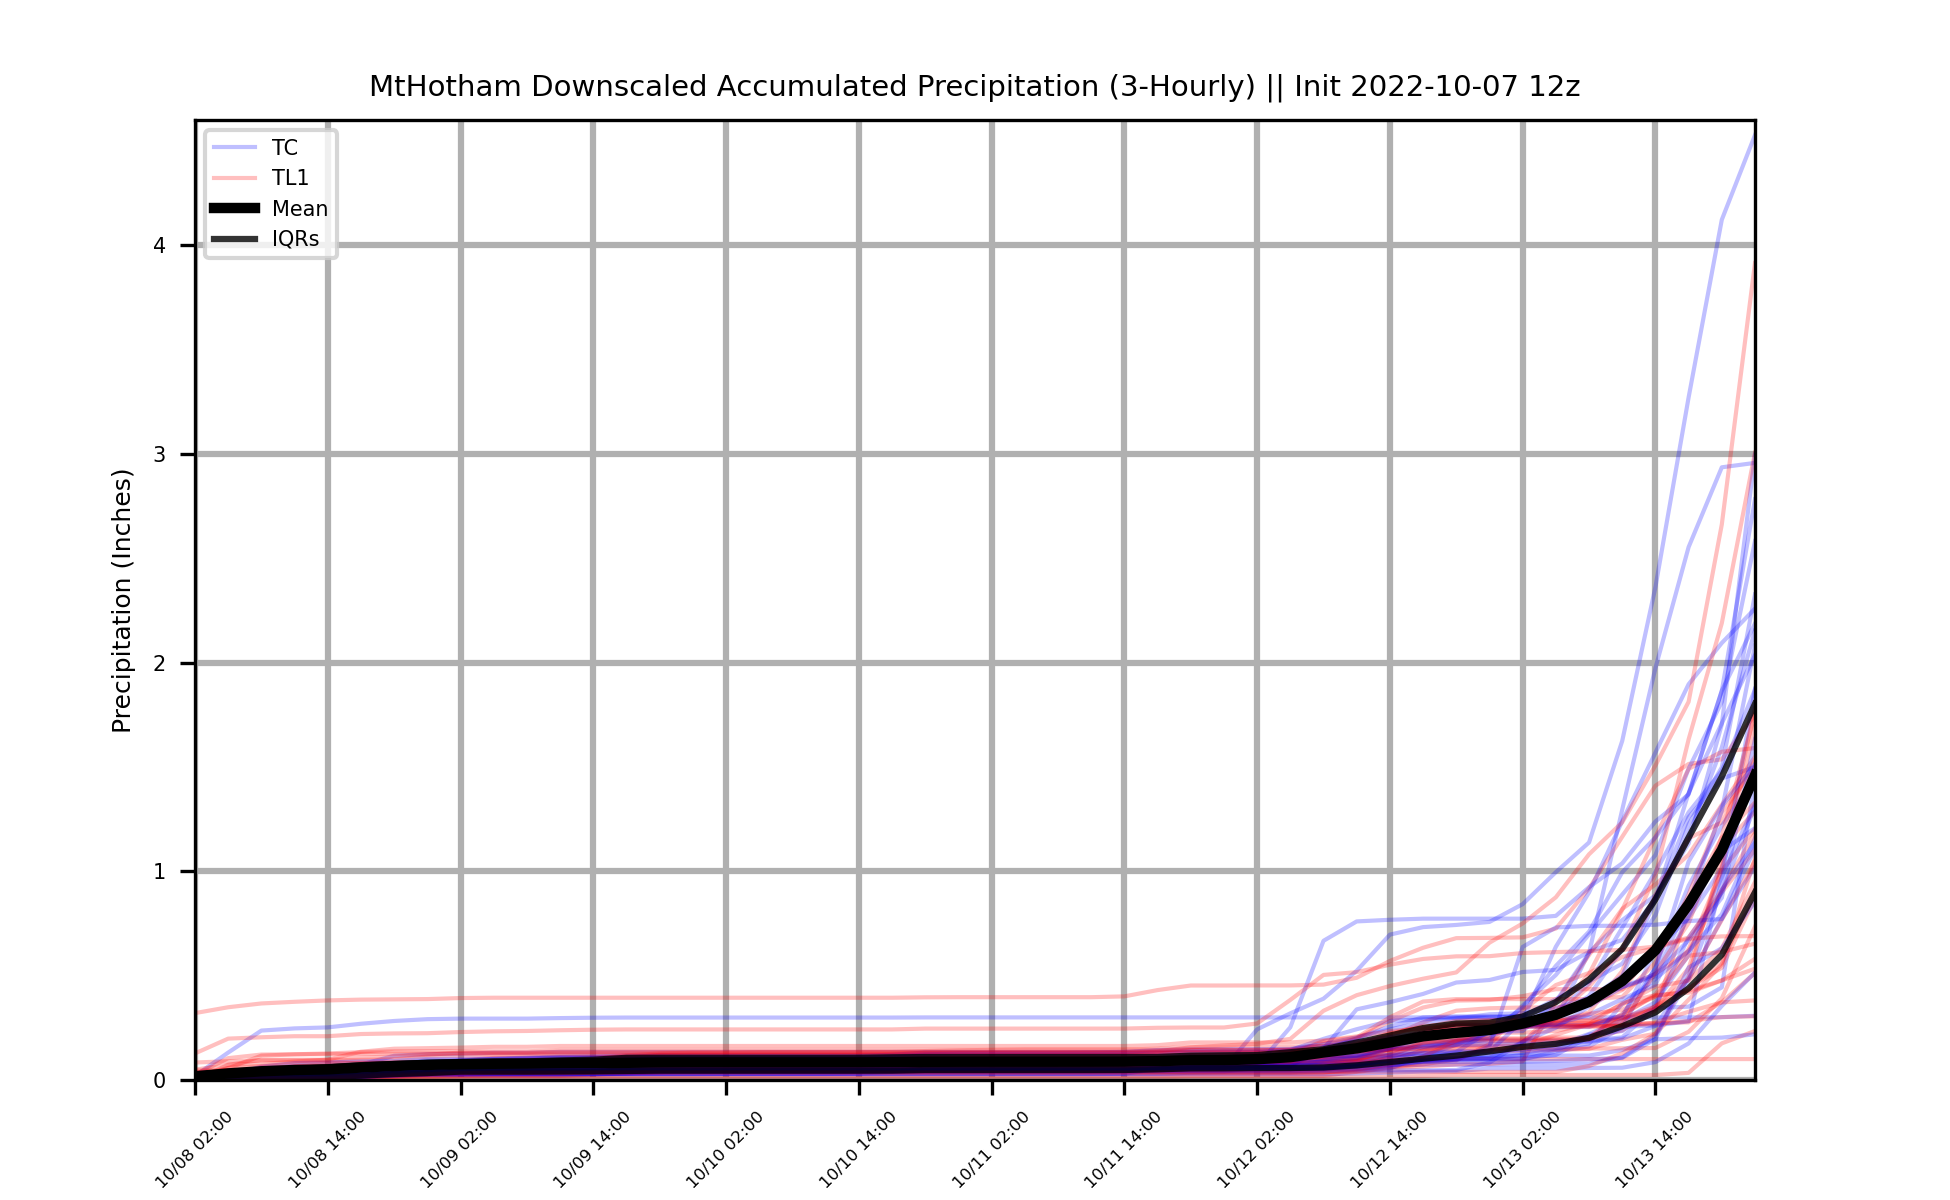 MtHotham Downscaled Accumulated Precipitation (3-Hourly) || Init 2022-10-07 12z
TC
TL1
Mean
IQRs
Precipitation (Inches)
4
3
2
1
0
10/08 02:00
10/08 14:00
10/09 02:00
10/09 14:00
10/10 02:00
10/10 14:00
10/11 02:00
10/11 14:00
10/12 02:00
10/12 14:00
10/13 02:00
10/13 14:00